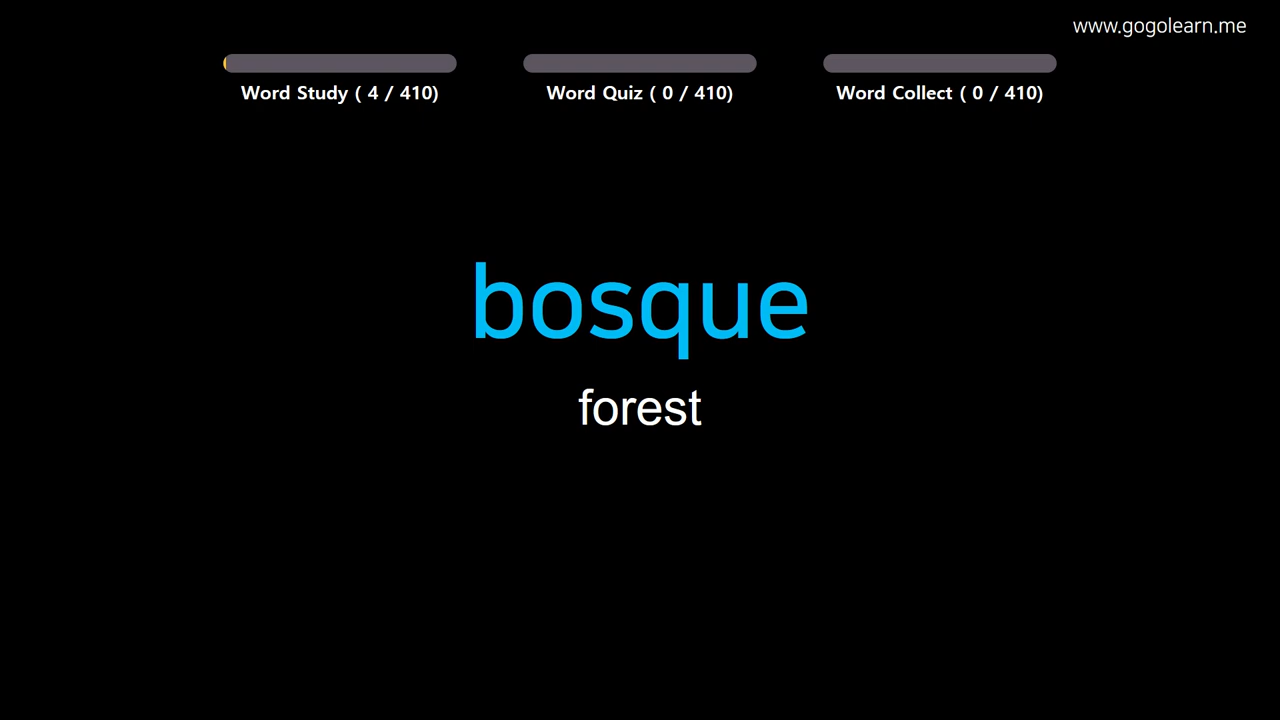 www.gogolearn.me
Word Study ( 4 / 410)
Word Quiz ( 0 / 410)
Word Collect ( 0 / 410)
bosque
forest